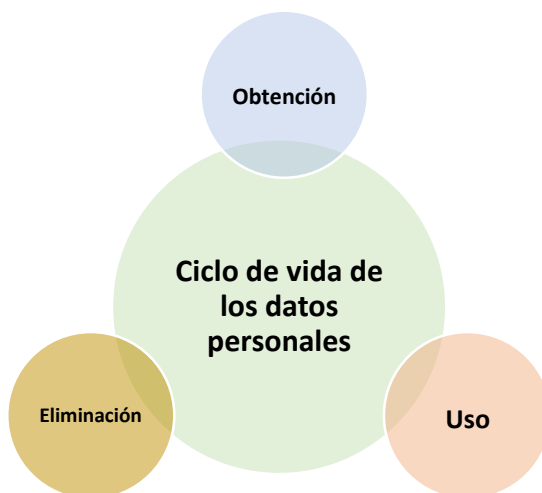 Obtención
Ciclo de vida de
los datos
personales
Eliminación
Uso